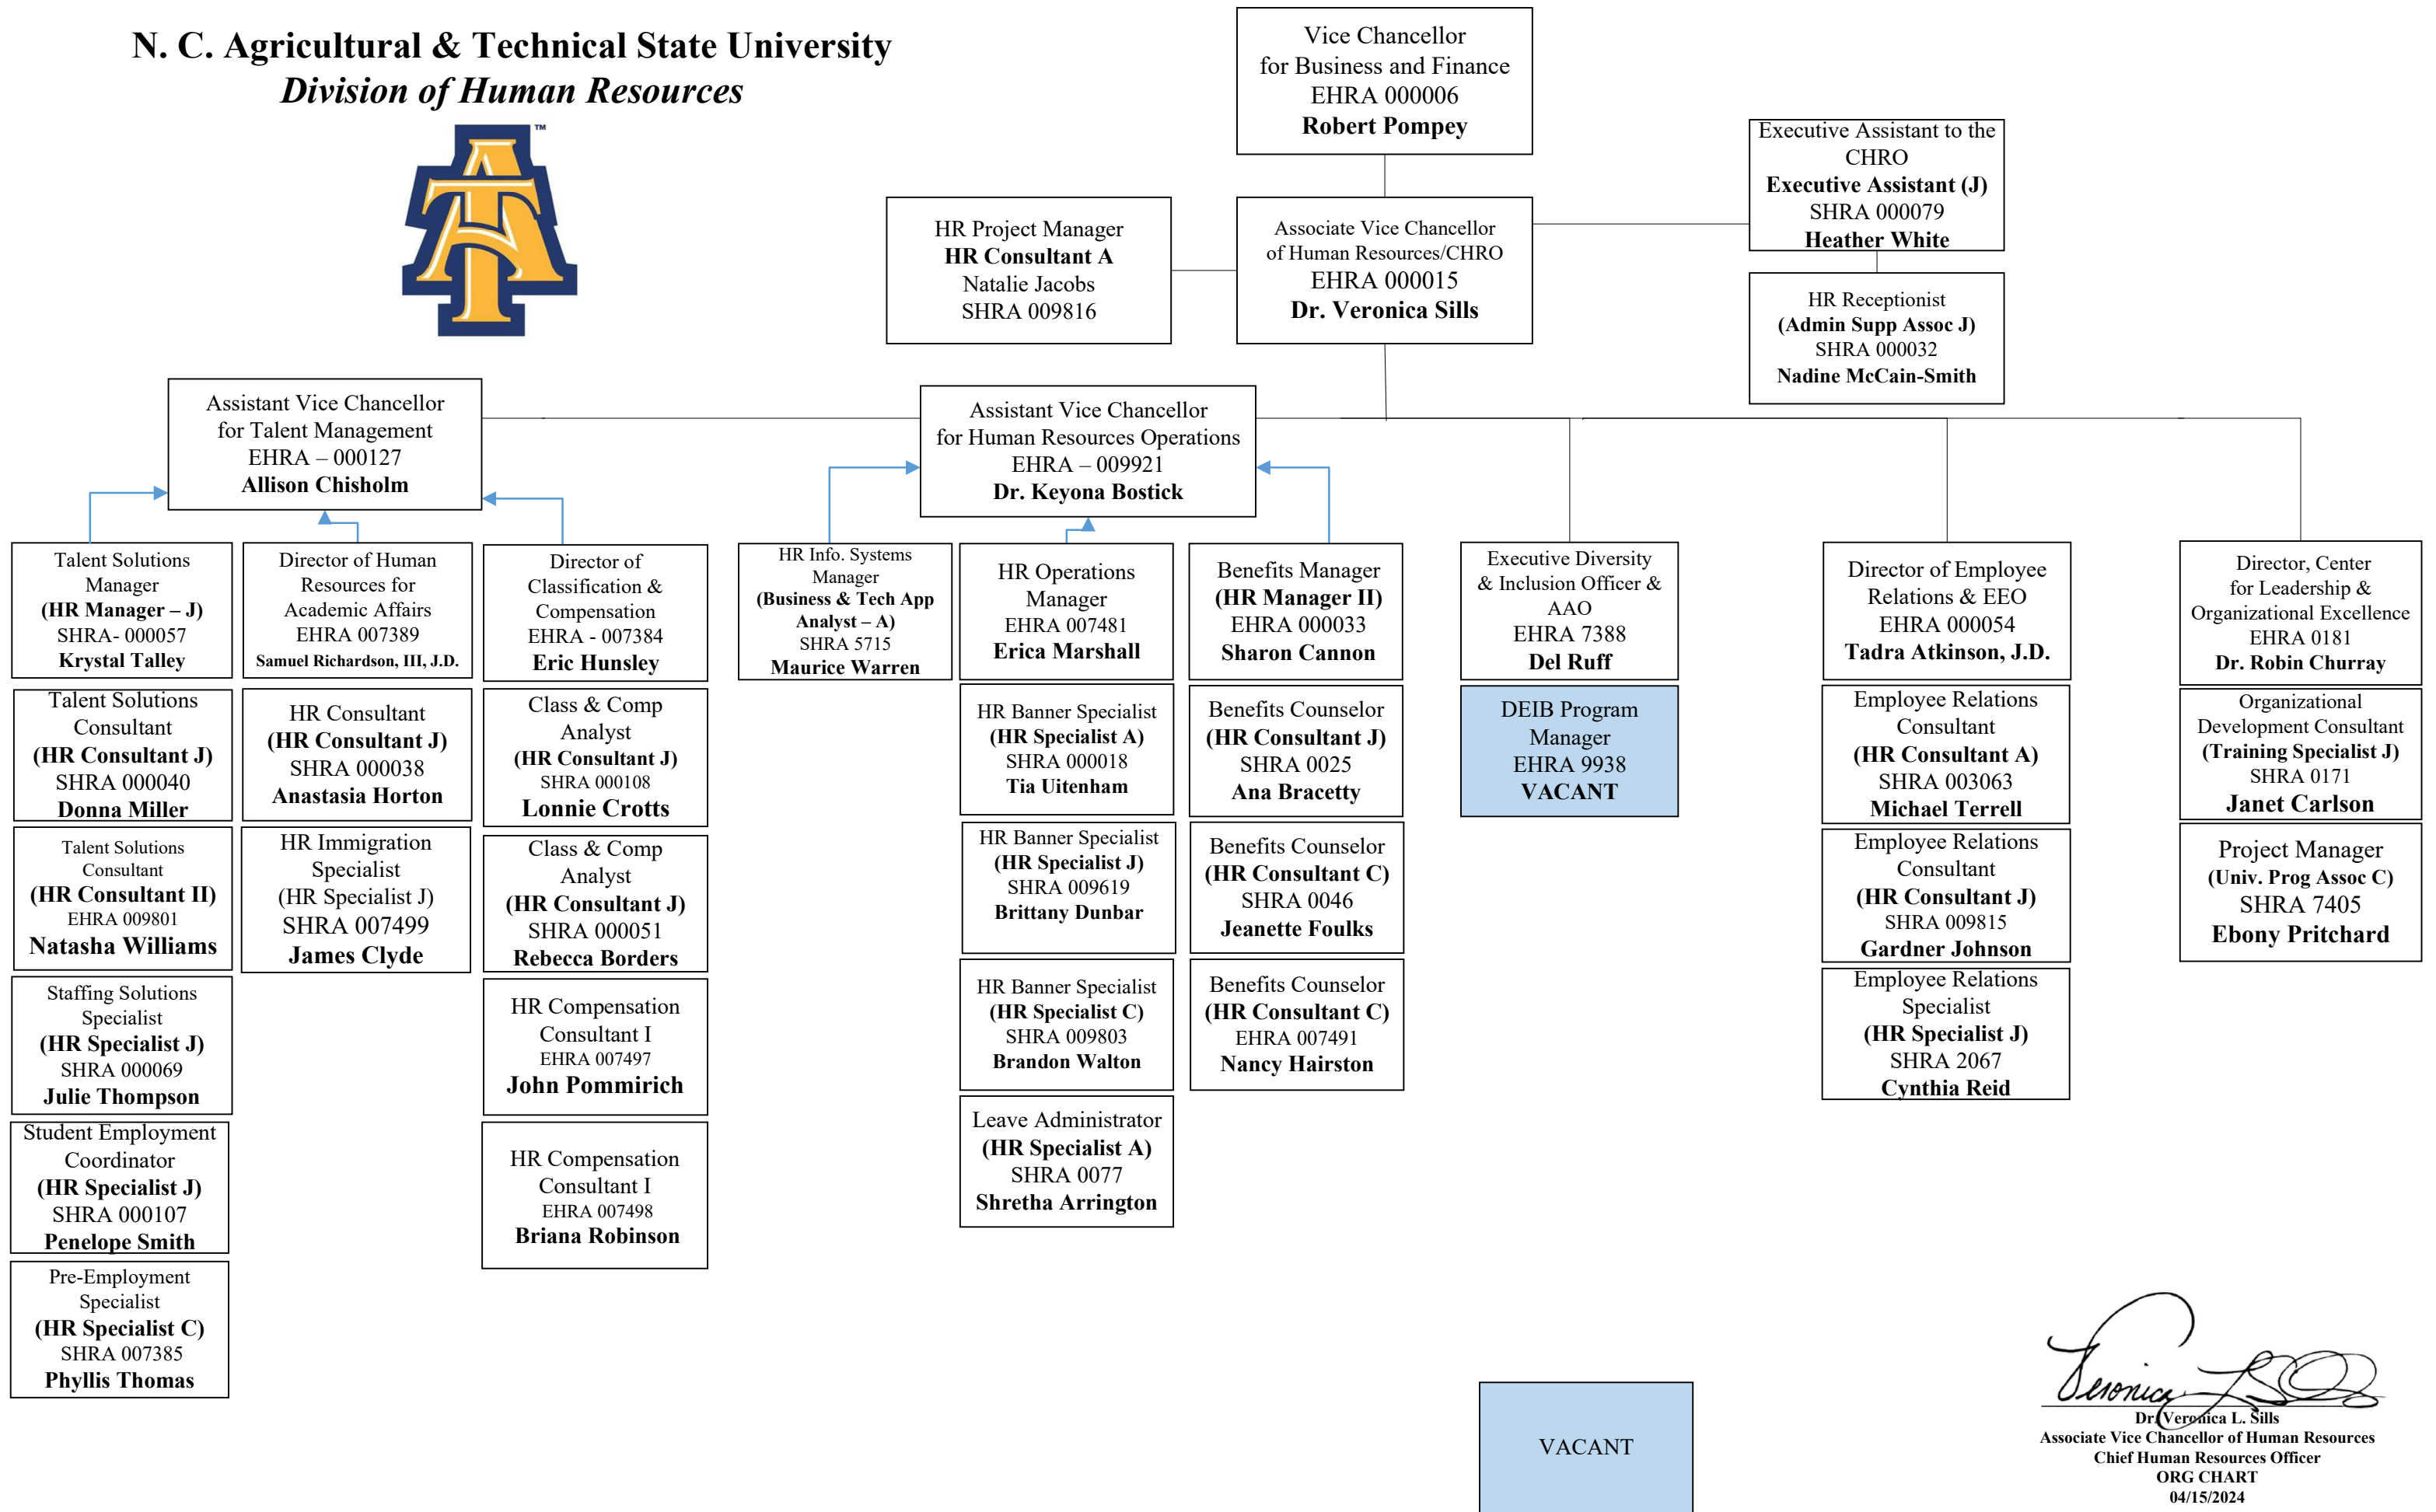 N. C. Agricultural & Technical State University
Division of Human Resources
TM
Vice Chancellor
for Business and Finance
EHRA 000006
Robert Pompey
Executive Assistant to the
CHRO
Executive Assistant (J)
SHRA 000079
Heather White
HR Project Manager
HR Consultant A
Natalie Jacobs
SHRA 009816
Associate Vice Chancellor
of Human Resources/CHRO
EHRA 000015
Dr. Veronica Sills
HR Receptionist
(Admin Supp Assoc J)
SHRA 000032
Nadine McCain-Smith
Assistant Vice Chancellor
for Talent Management
EHRA – 000127
Allison Chisholm
Assistant Vice Chancellor
for Human Resources Operations
EHRA – 009921
Dr. Keyona Bostick
Talent Solutions
Manager
(HR Manager – J)
SHRA- 000057
Krystal Talley
Talent Solutions
Consultant
(HR Consultant J)
SHRA 000040
Donna Miller
Talent Solutions
Consultant
(HR Consultant II)
EHRA 009801
Natasha Williams
Staffing Solutions
Specialist
(HR Specialist J)
SHRA 000069
Julie Thompson
Student Employment
Coordinator
(HR Specialist J)
SHRA 000107
Penelope Smith
Pre-Employment
Specialist
(HR Specialist C)
SHRA 007385
Phyllis Thomas
Director of Human
Resources for
Academic Affairs
EHRA 007389
Samuel Richardson, III, J.D.
HR Consultant
(HR Consultant J)
SHRA 000038
Anastasia Horton
HR Immigration
Specialist
(HR Specialist J)
SHRA 007499
James Clyde
Director of
Classification &
Compensation
EHRA - 007384
Eric Hunsley
Class & Comp
Analyst
(HR Consultant J)
SHRA 000108
Lonnie Crotts
Class & Comp
Analyst
(HR Consultant J)
SHRA 000051
Rebecca Borders
HR Compensation
Consultant I
EHRA 007497
John Pommirich
HR Compensation
Consultant I
EHRA 007498
Briana Robinson
HR Info. Systems
Manager
(Business & Tech App
Analyst – A)
SHRA 5715
Maurice Warren
HR Operations
Manager
EHRA 007481
Erica Marshall
HR Banner Specialist
(HR Specialist A)
SHRA 000018
Tia Uitenham
HR Banner Specialist
(HR Specialist J)
SHRA 009619
Brittany Dunbar
HR Banner Specialist
(HR Specialist C)
SHRA 009803
Brandon Walton
Leave Administrator
(HR Specialist A)
SHRA 0077
Shretha Arrington
Benefits Manager
(HR Manager II)
EHRA 000033
Sharon Cannon
Benefits Counselor
(HR Consultant J)
SHRA 0025
Ana Bracetty
Benefits Counselor
(HR Consultant C)
SHRA 0046
Jeanette Foulks
Benefits Counselor
(HR Consultant C)
EHRA 007491
Nancy Hairston
Executive Diversity
& Inclusion Officer &
AAO
EHRA 7388
Del Ruff
DEIB Program
Manager
EHRA 9938
VACANT
Director of Employee
Relations & EEO
EHRA 000054
Tadra Atkinson, J.D.
Employee Relations
Consultant
(HR Consultant A)
SHRA 003063
Michael Terrell
Employee Relations
Consultant
(HR Consultant J)
SHRA 009815
Gardner Johnson
Employee Relations
Specialist
(HR Specialist J)
SHRA 2067
Cynthia Reid
Director, Center
for Leadership &
Organizational Excellence
EHRA 0181
Dr. Robin Churray
Organizational
Development Consultant
(Training Specialist J)
SHRA 0171
Janet Carlson
Project Manager
(Univ. Prog Assoc C)
SHRA 7405
Ebony Pritchard
VACANT
Veronica LS
Dr. Veronica L. Sills
Associate Vice Chancellor of Human Resources
Chief Human Resources Officer
ORG CHART
04/15/2024